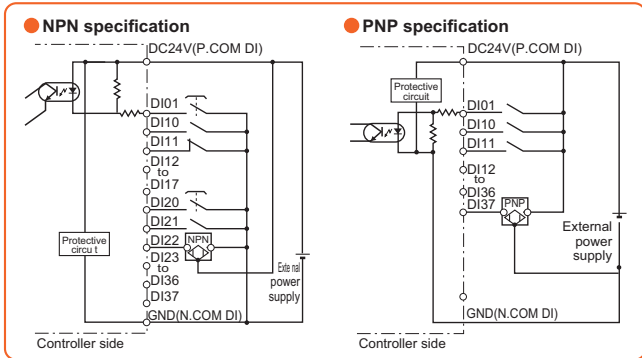 NPN specification
DC24V(P.COM DI)
DI01
DI10
DI11
DI12
to
DI17
DI20
DI21
DI22
NPN
DI23
to
DI36
DI37
GND(N.COM DI)
Protective
circu t
Exte nal
power
supply
Controller side
PNP specification
DC24V(P.COM DI)
Protective
circuit
DI01
DI10
DI11
DI12
to
DI36
DI37
PNP
External
power
supply
GND(N.COM DI)
Controller side